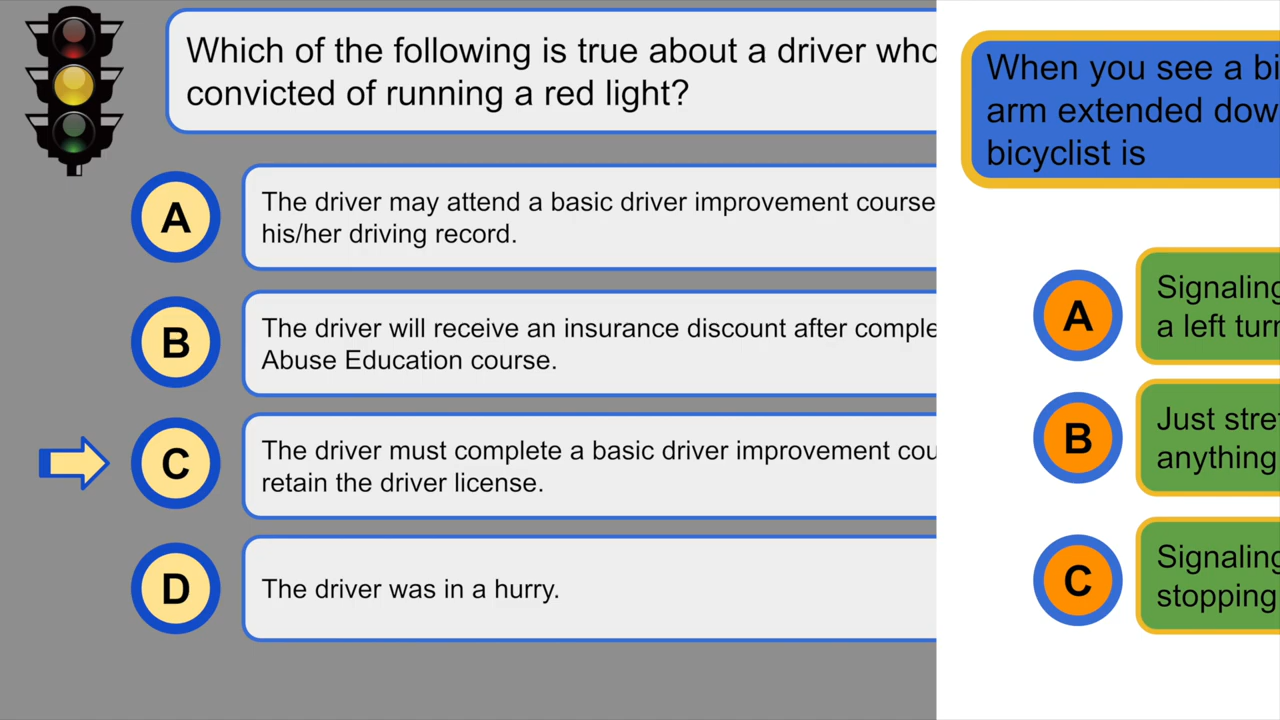 Which of the following is true about a driver who
convicted of running a red light?
A
The driver may attend a basic driver improvement course
his/her driving record.
B
The driver will receive an insurance discount after comple
Abuse Education course.
C
The driver must complete a basic driver improvement cou
retain the driver license.
D
The driver was in a hurry.
When you see a bi
arm extended dow
bicyclist is
A
Signaling
a left turn
B
Just stre
anything
C
Signaling
stopping